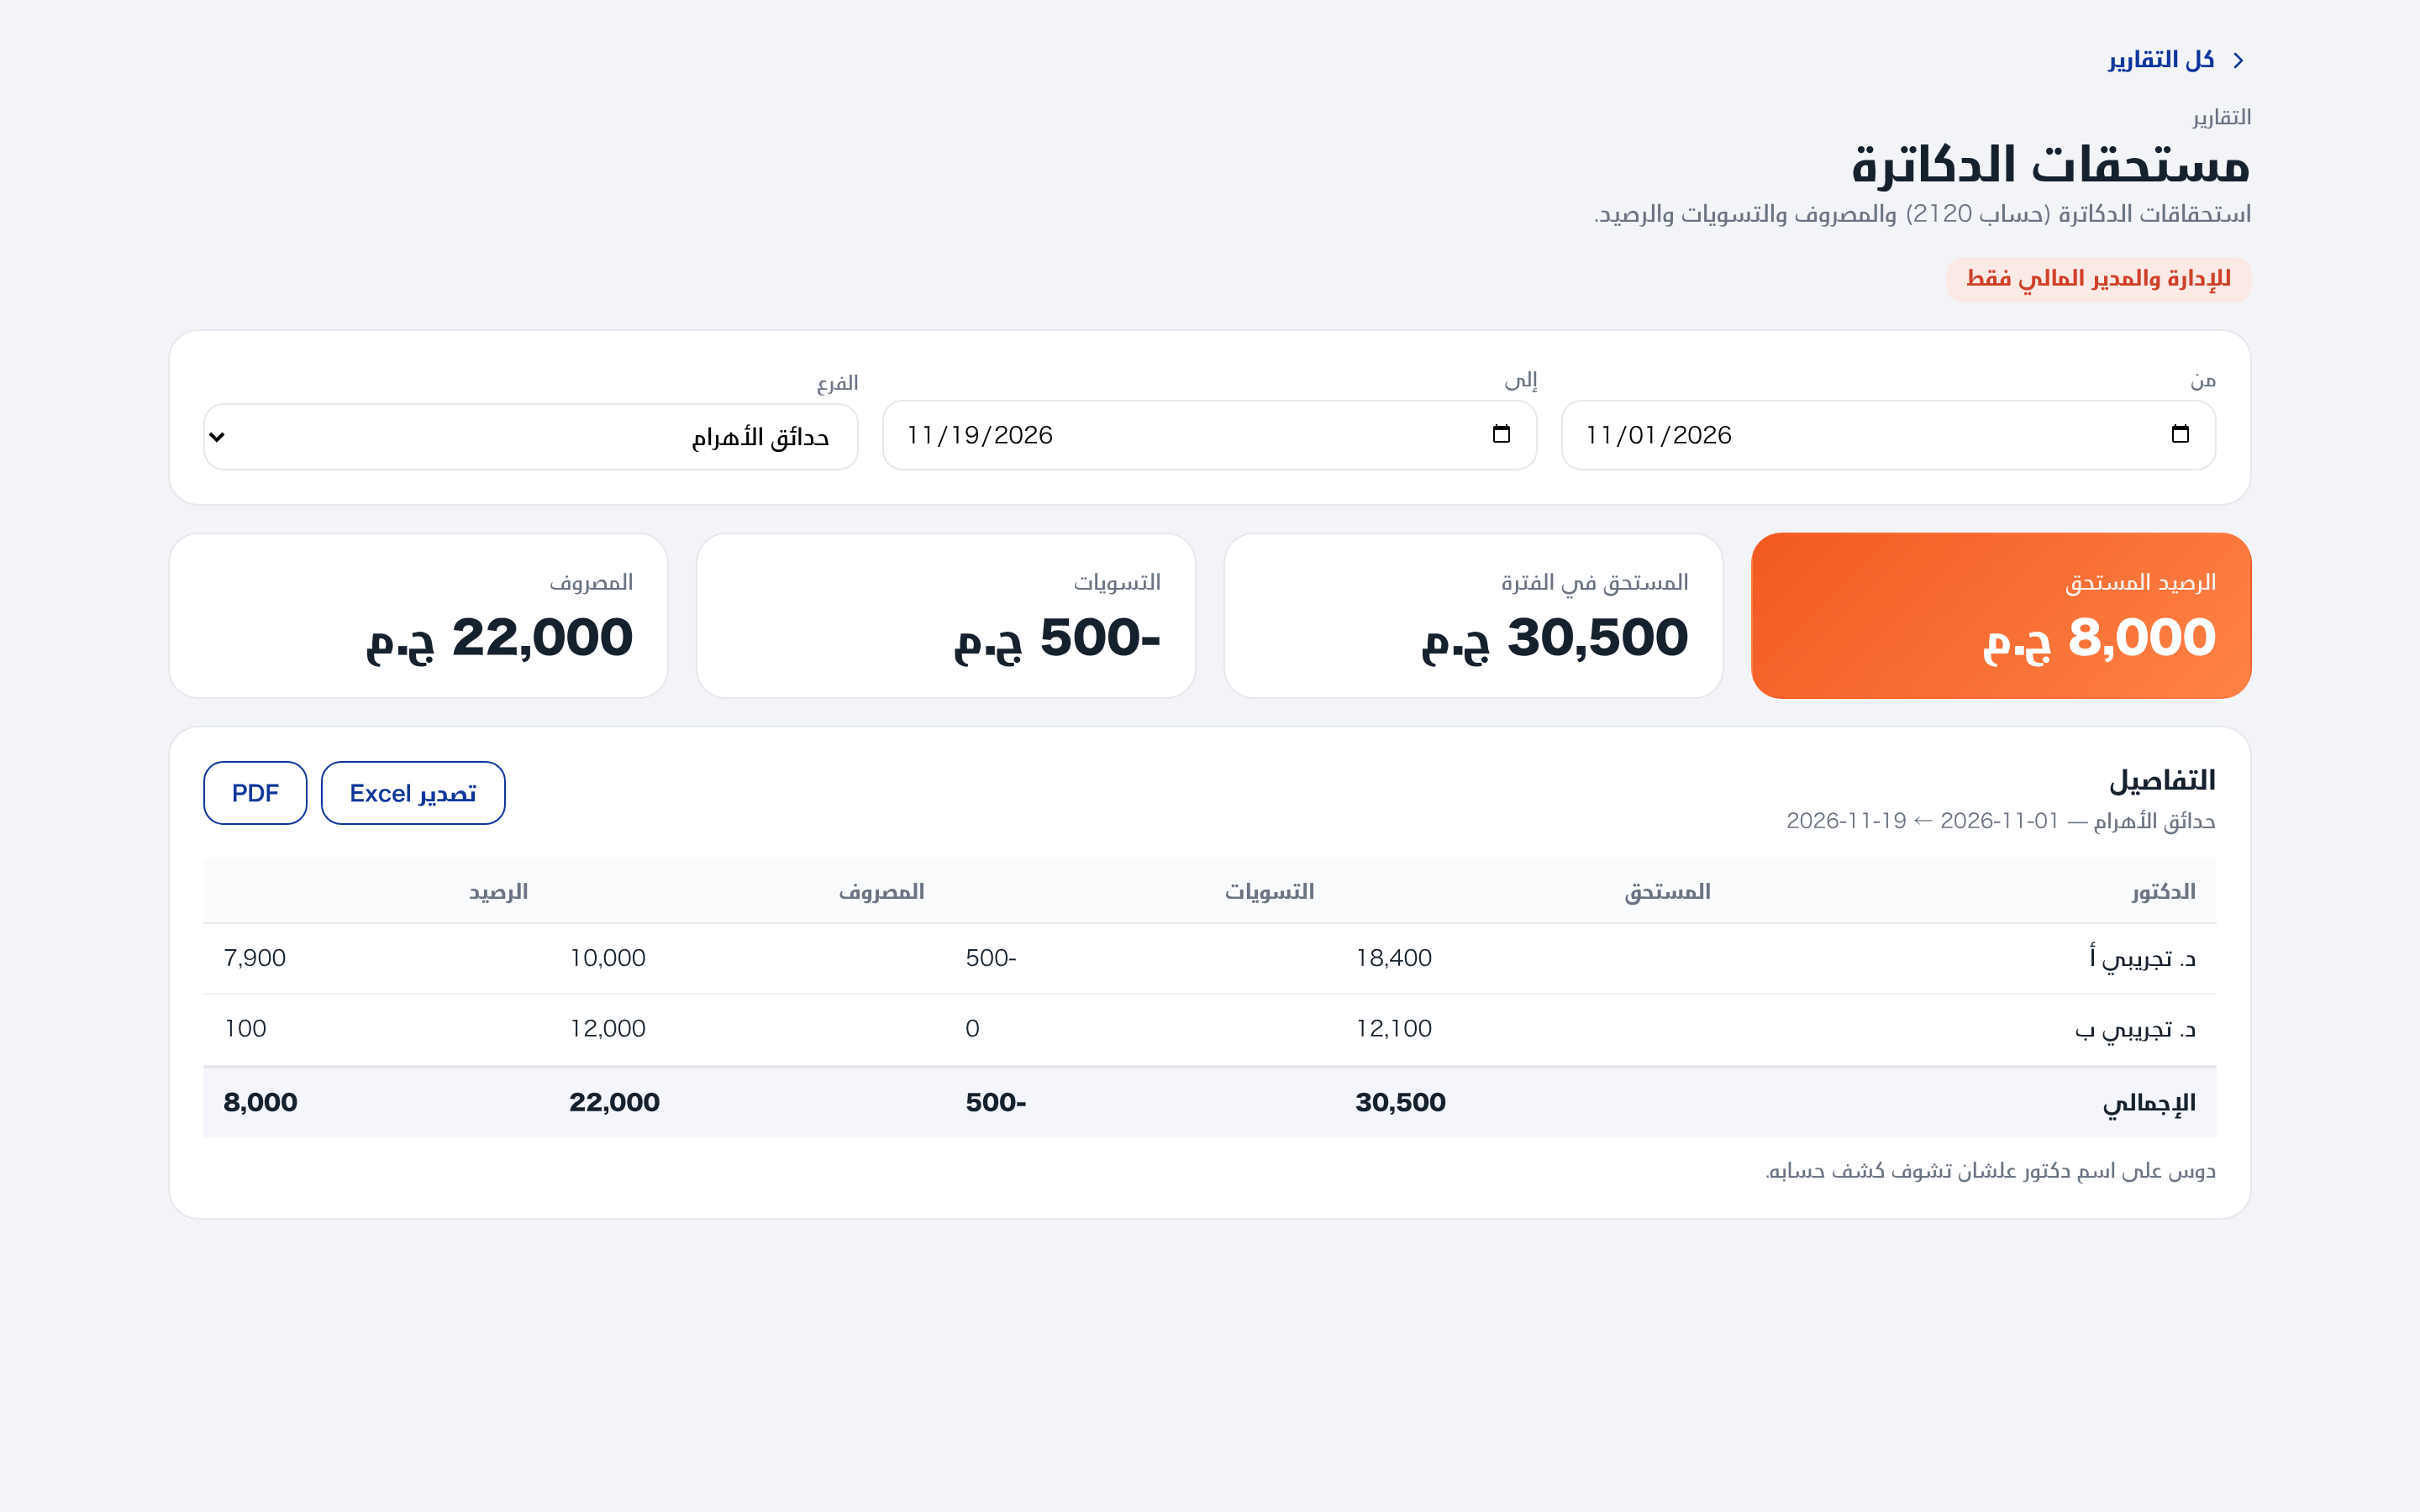 كل التقارير
التقارير
مستحقات الدكاترة
استحقاقات الدكاترة (حساب 2120) والمصروف والتسويات والرصيد.
للإدارة والمدير المالي فقط
من
11/01/2026
إلى
11/19/2026
الفرع
حدائق الأهرام
الرصيد المستحق
8,000 ج.م
المستحق في الفترة
30,500 ج.م
التسويات
-500 ج.م
المصروف
22,000 ج.م
التفاصيل
حدائق الأهرام — 2026-11-01 ← 2026-11-19
تصدير Excel
PDF
الدكتور المستحق التسويات المصروف الرصيد
د. تجريبي أ 18,400 -500 10,000 7,900
د. تجريبي ب 12,100 0 12,000 100
الإجمالي 30,500 -500 22,000 8,000
دوس على اسم دكتور علشان تشوف كشف حسابه.